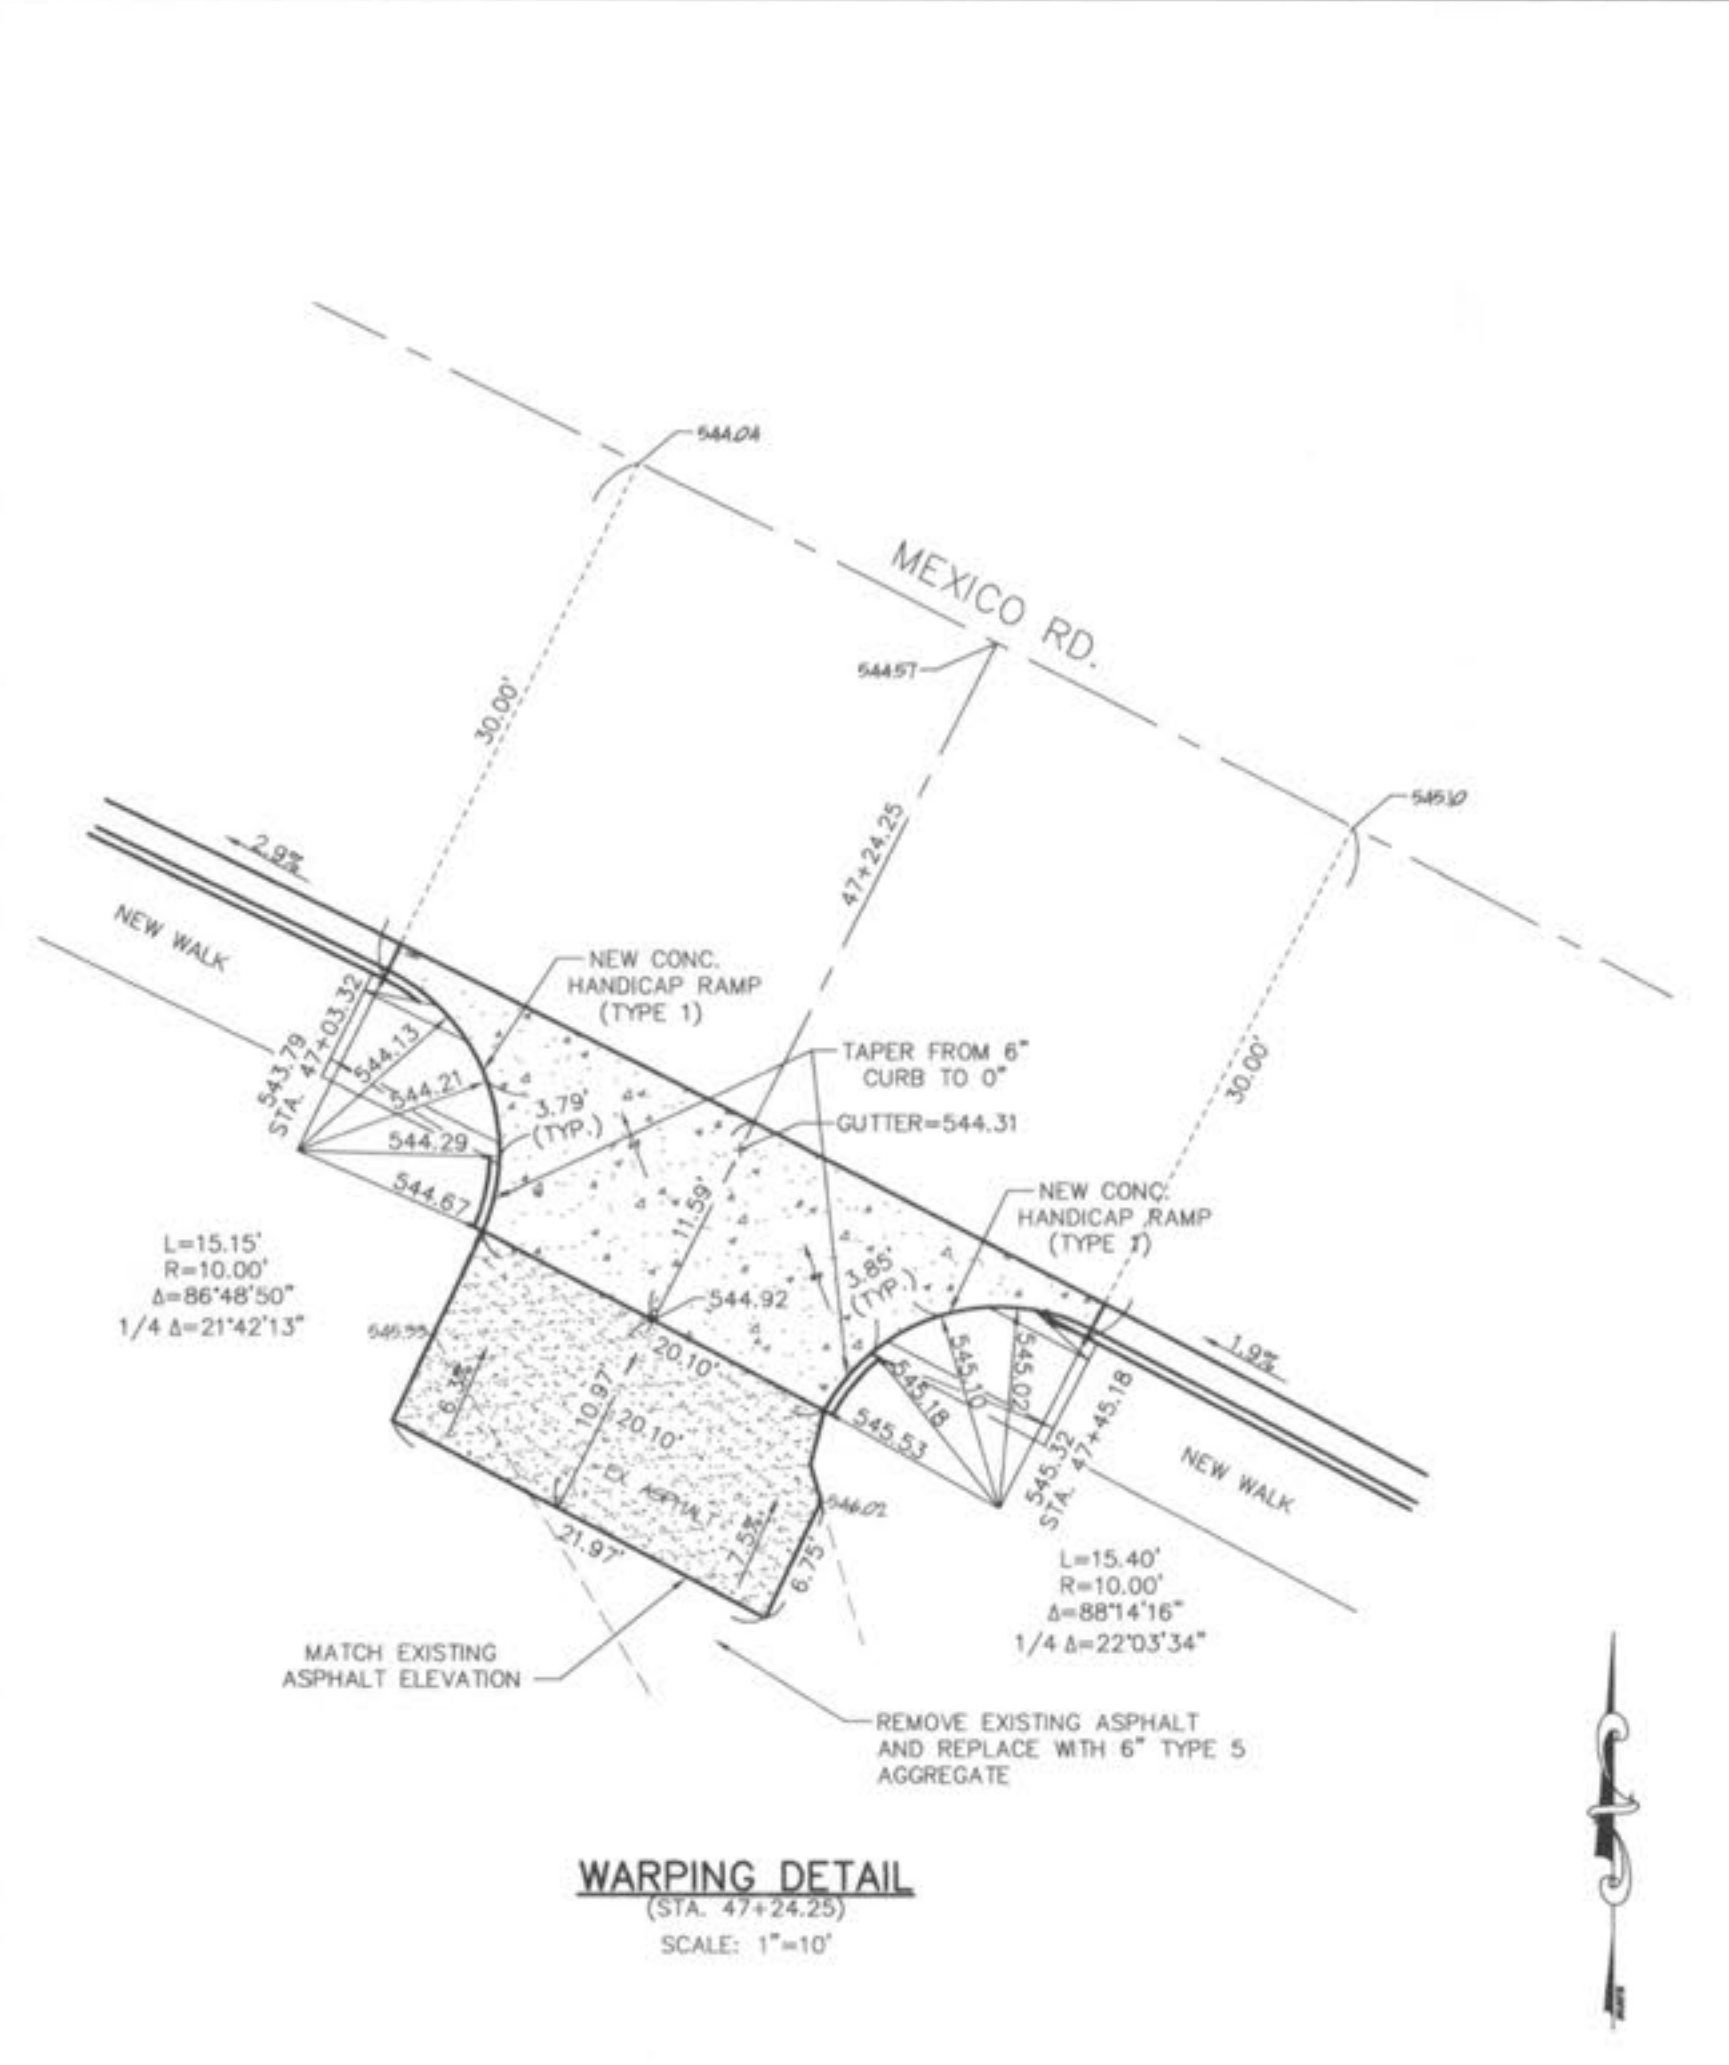 544.04
MEXICO RD.
544.57
30.00'
47+24.25
545.10
2.9%
NEW WALK
NEW CONC.
HANDICAP RAMP
(TYPE 1)
543.79
STA. 47+03.32
544.13
544.21
544.29
544.67
3.79'
(TYP.)
TAPER FROM 6"
CURB TO 0"
GUTTER=544.31
30.00'
11.59'
NEW CONC.
HANDICAP RAMP
(TYPE 1)
3.85'
(TYP.)
L=15.15'
R=10.00'
Δ=86°48'50"
1/4 Δ=21°42'13"
544.92
20.10'
6.3%
10.97'
20.10'
EX. ASPHALT
7.5%
21.97'
6.75'
546.02
545.53
545.18
545.10
545.02
545.32
STA. 47+45.18
1.9%
NEW WALK
L=15.40'
R=10.00'
Δ=88°14'16"
1/4 Δ=22°03'34"
MATCH EXISTING
ASPHALT ELEVATION
REMOVE EXISTING ASPHALT
AND REPLACE WITH 6" TYPE 5
AGGREGATE
WARPING DETAIL
(STA. 47+24.25)
SCALE: 1"=10'